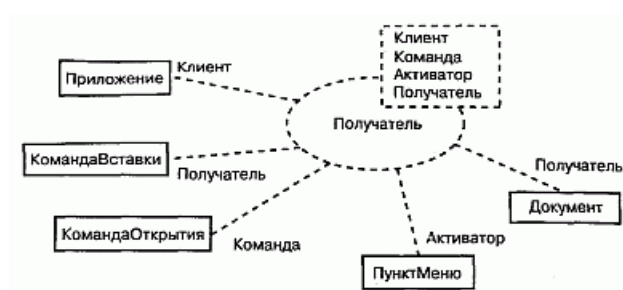 Клиент
Команда
Активатор
Получатель
Приложение
Клиент
Получатель
КомандаВставки
Получатель
Получатель
Документ
КомандаОткрытия
Команда
Активатор
ПунктМеню